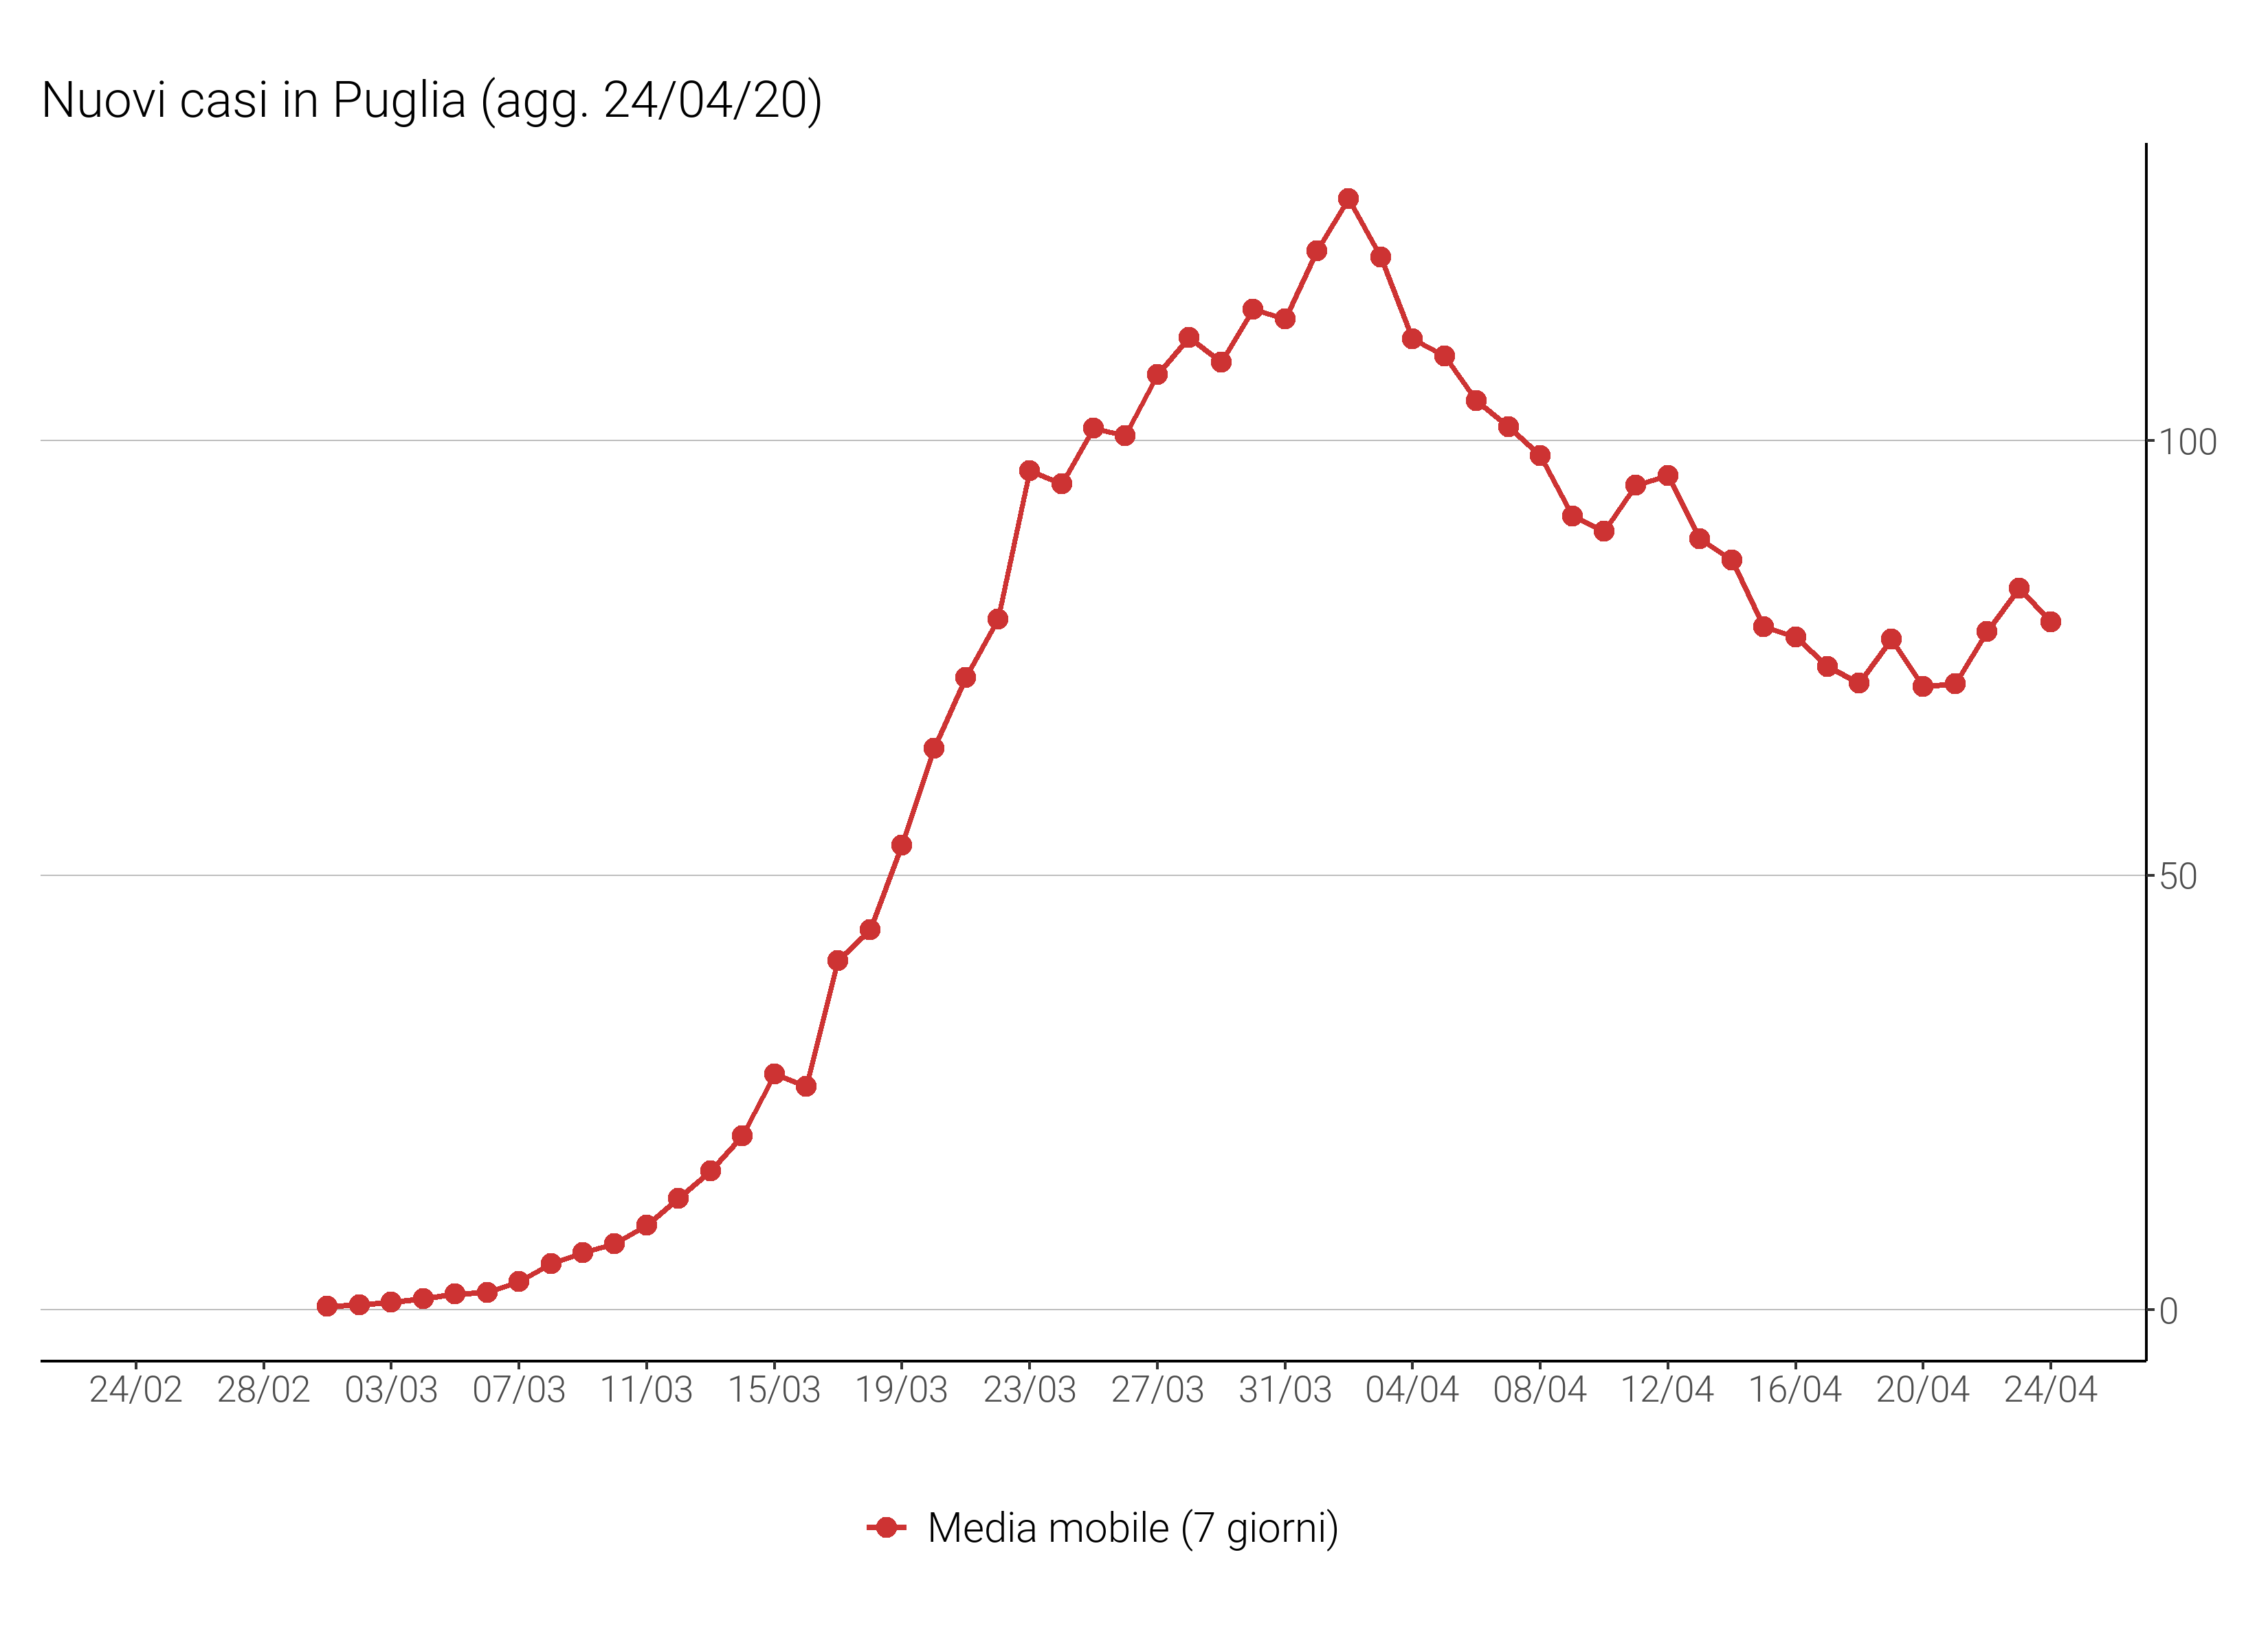 Nuovi casi in Puglia (agg. 24/04/20)
100
50
0
24/02 28/02 03/03 07/03 11/03 15/03 19/03 23/03 27/03 31/03 04/04 08/04 12/04 16/04 20/04 24/04
Media mobile (7 giorni)